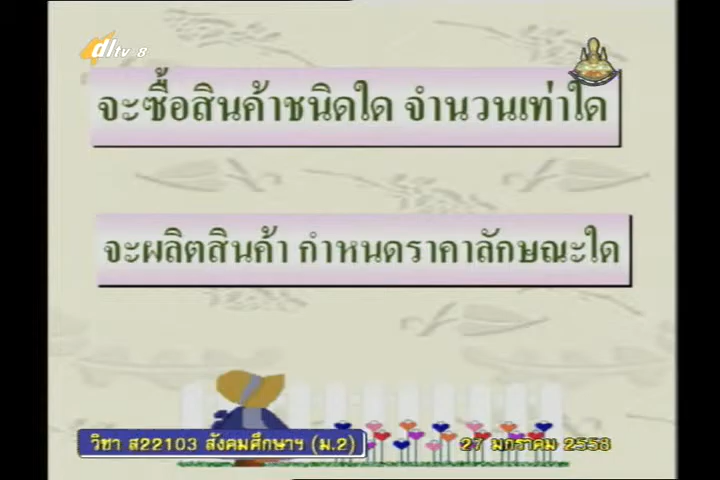 dltv-8
จะซื้อสินค้าชนิดใด จำนวนเท่าใด
จะผลิตสินค้า กำหนดราคาลักษณะใด
วิชา ส22103 สังคมศึกษาฯ (ม.2)
27 มกราคม 2558